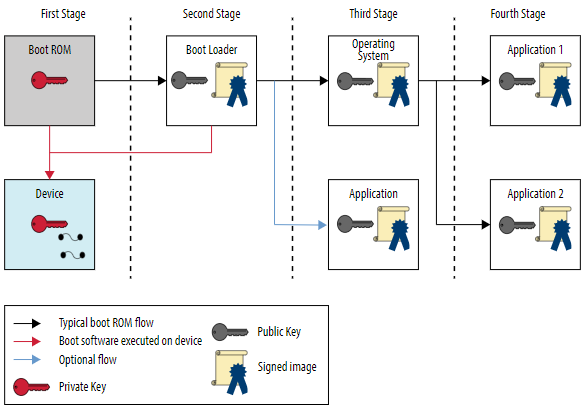 First Stage
Second Stage
Third Stage
Fourth Stage
Boot ROM
Boot Loader
Operating
System
Application 1
Device
Application
Application 2
Typical boot ROM flow
Boot software executed on device
Optional flow
Private Key
Public Key
Signed image